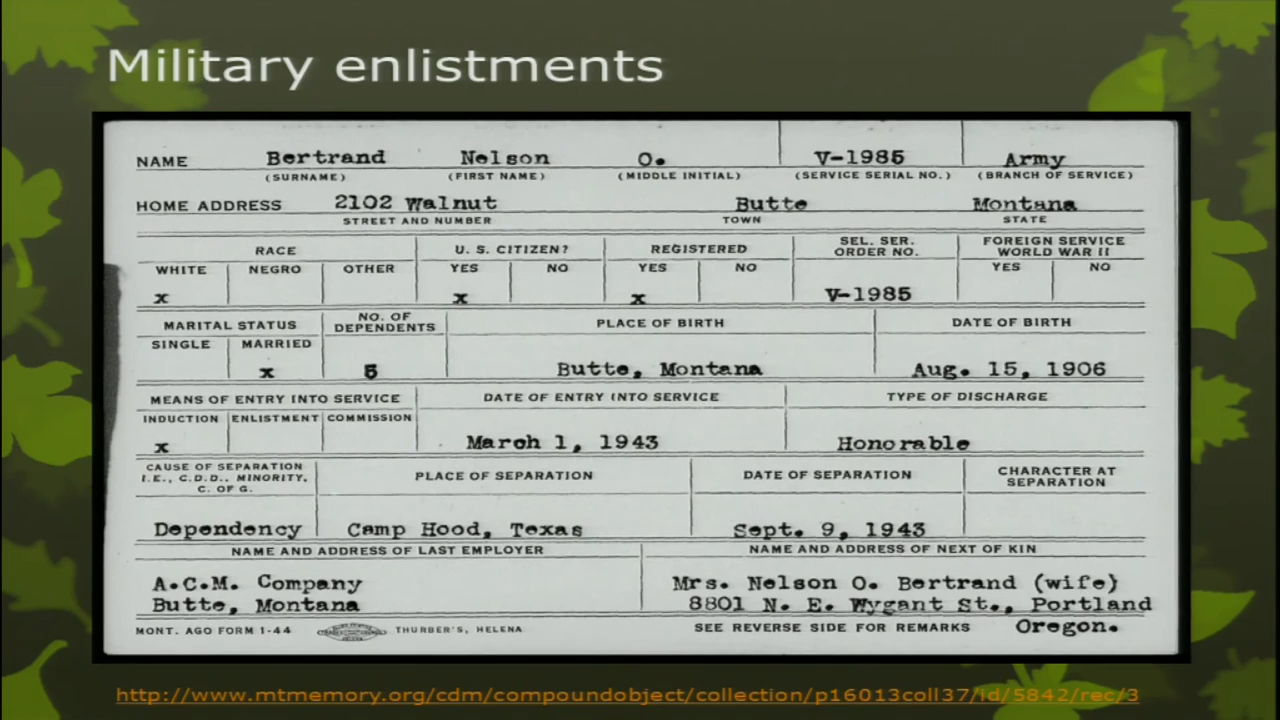 Military enlistments
NAME Bertrand Nelson O. V-1985 Army
(SURNAME) (FIRST NAME) (MIDDLE INITIAL) (SERVICE SERIAL NO.) (BRANCH OF SERVICE)
HOME ADDRESS 2102 Walnut Butte Montana
STREET AND NUMBER TOWN STATE
RACE U. S. CITIZEN? REGISTERED SEL. SER. ORDER NO. FOREIGN SERVICE WORLD WAR II
WHITE NEGRO OTHER YES NO YES NO YES NO
x x x V-1985
MARITAL STATUS NO. OF DEPENDENTS PLACE OF BIRTH DATE OF BIRTH
SINGLE MARRIED
x 5 Butte, Montana Aug. 15, 1906
MEANS OF ENTRY INTO SERVICE DATE OF ENTRY INTO SERVICE TYPE OF DISCHARGE
INDUCTION ENLISTMENT COMMISSION
x March 1, 1943 Honorable
CAUSE OF SEPARATION I.E., C.D.D., MINORITY, C. OF G. PLACE OF SEPARATION DATE OF SEPARATION CHARACTER AT SEPARATION
Dependency Camp Hood, Texas Sept. 9, 1943
NAME AND ADDRESS OF LAST EMPLOYER NAME AND ADDRESS OF NEXT OF KIN
A.C.M. Company Mrs. Nelson O. Bertrand (wife)
Butte, Montana 8801 N. E. Wygant St., Portland
MONT. AGO FORM 1-44 THURBER'S, HELENA SEE REVERSE SIDE FOR REMARKS Oregon.
http://www.mtmemory.org/cdm/compoundobject/collection/p16013coll37/id/5842/rec/3